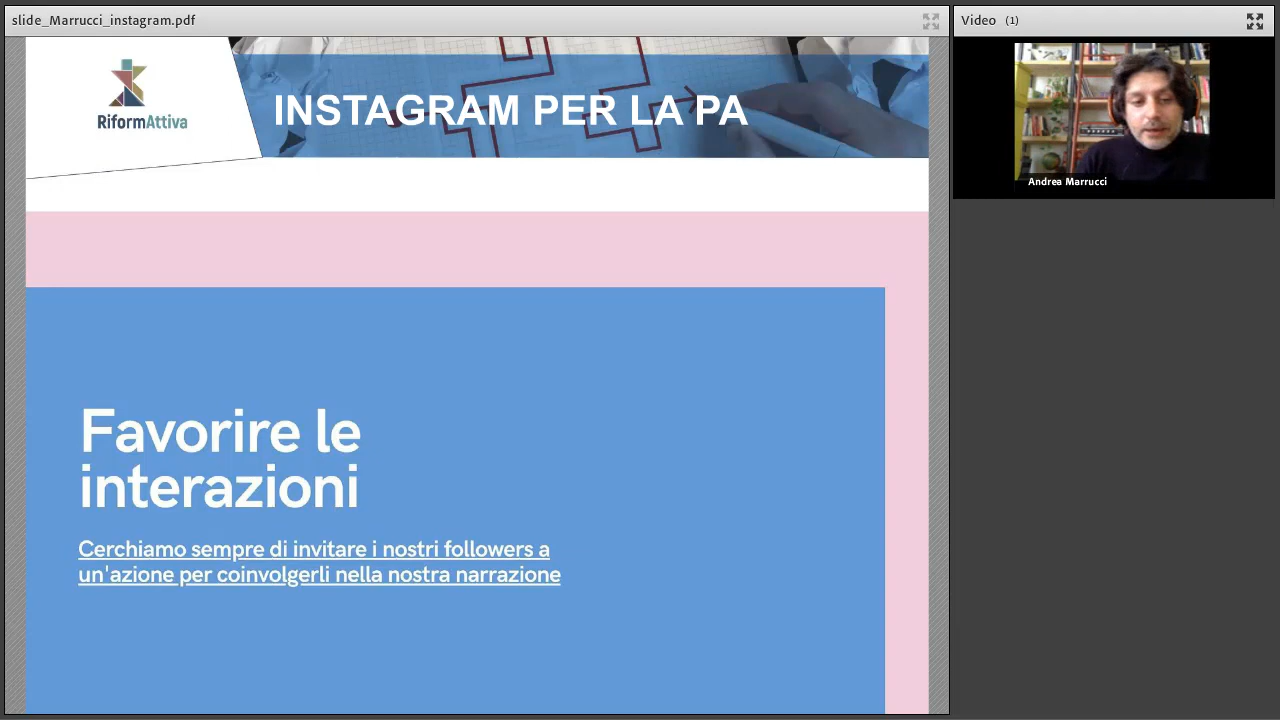 slide_Marrucci_instagram.pdf
Video (1)
RiformAttiva
INSTAGRAM PER LA PA
Andrea Marrucci
Favorire le
interazioni
Cerchiamo sempre di invitare i nostri followers a
un'azione per coinvolgerli nella nostra narrazione